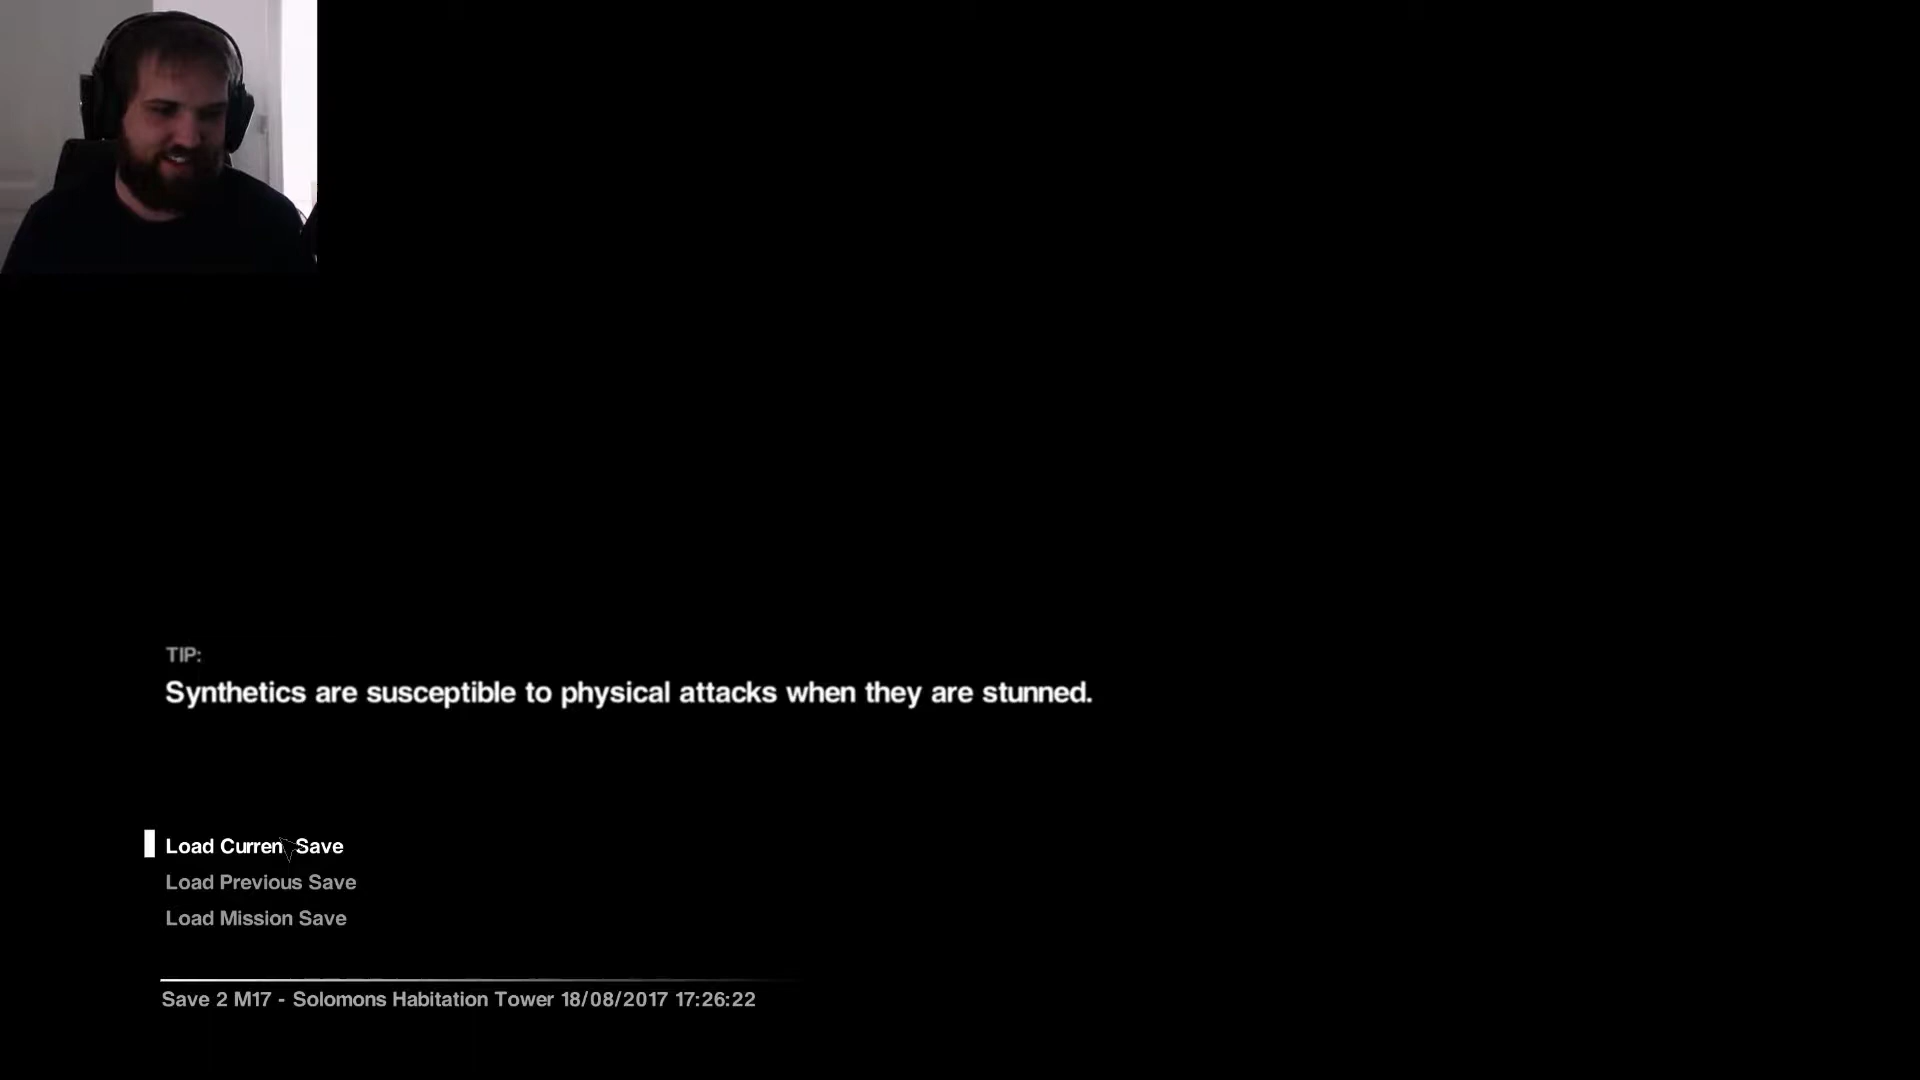 TIP:
Synthetics are susceptible to physical attacks when they are stunned.
Load Curren Save
Load Previous Save
Load Mission Save
Save 2 M17 - Solomons Habitation Tower 18/08/2017 17:26:22